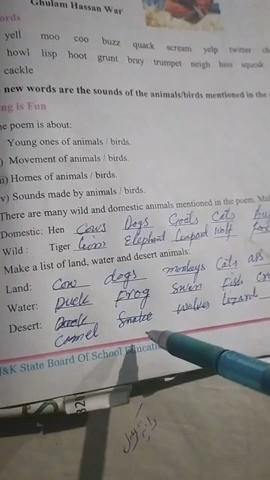 Ghulam Hassan War
ords
yell moo coo buzz quack scream yelp twitter
howl lisp hoot grunt bray trumpet neigh hiss squeak
cackle
new words are the sounds of the animals/birds mentioned in the
ng is Fun
he poem is about:
Young ones of animals / birds.
) Movement of animals / birds.
ii) Homes of animals / birds.
v) Sounds made by animals / birds.
There are many wild and domestic animals mentioned in the poem. Mak
Domestic: Hen Cows Dogs Goats Cats
Wild : Tiger Lion Elephant Leopard Wolf
Make a list of land, water and desert animals:
Land: Cow dogs monkeys Cats
Water: Duck Frog Swan Fish
Desert: Camel Snake Lizard
J&K State Board Of School Education